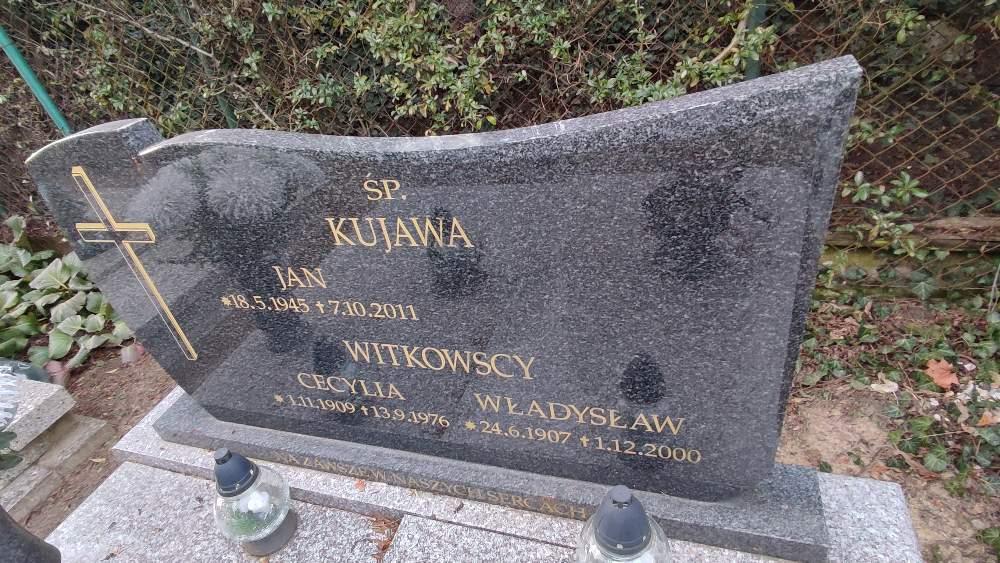 ŚP.
KUJAWA
JAN
*18.5.1945 ✝ 7.10.2011
WITKOWSCY
CECYLIA
*1.11.1909 ✝ 13.9.1976
WŁADYSŁAW
*24.6.1907 ✝ 1.12.2000
NA ZAWSZE W NASZYCH SERCACH